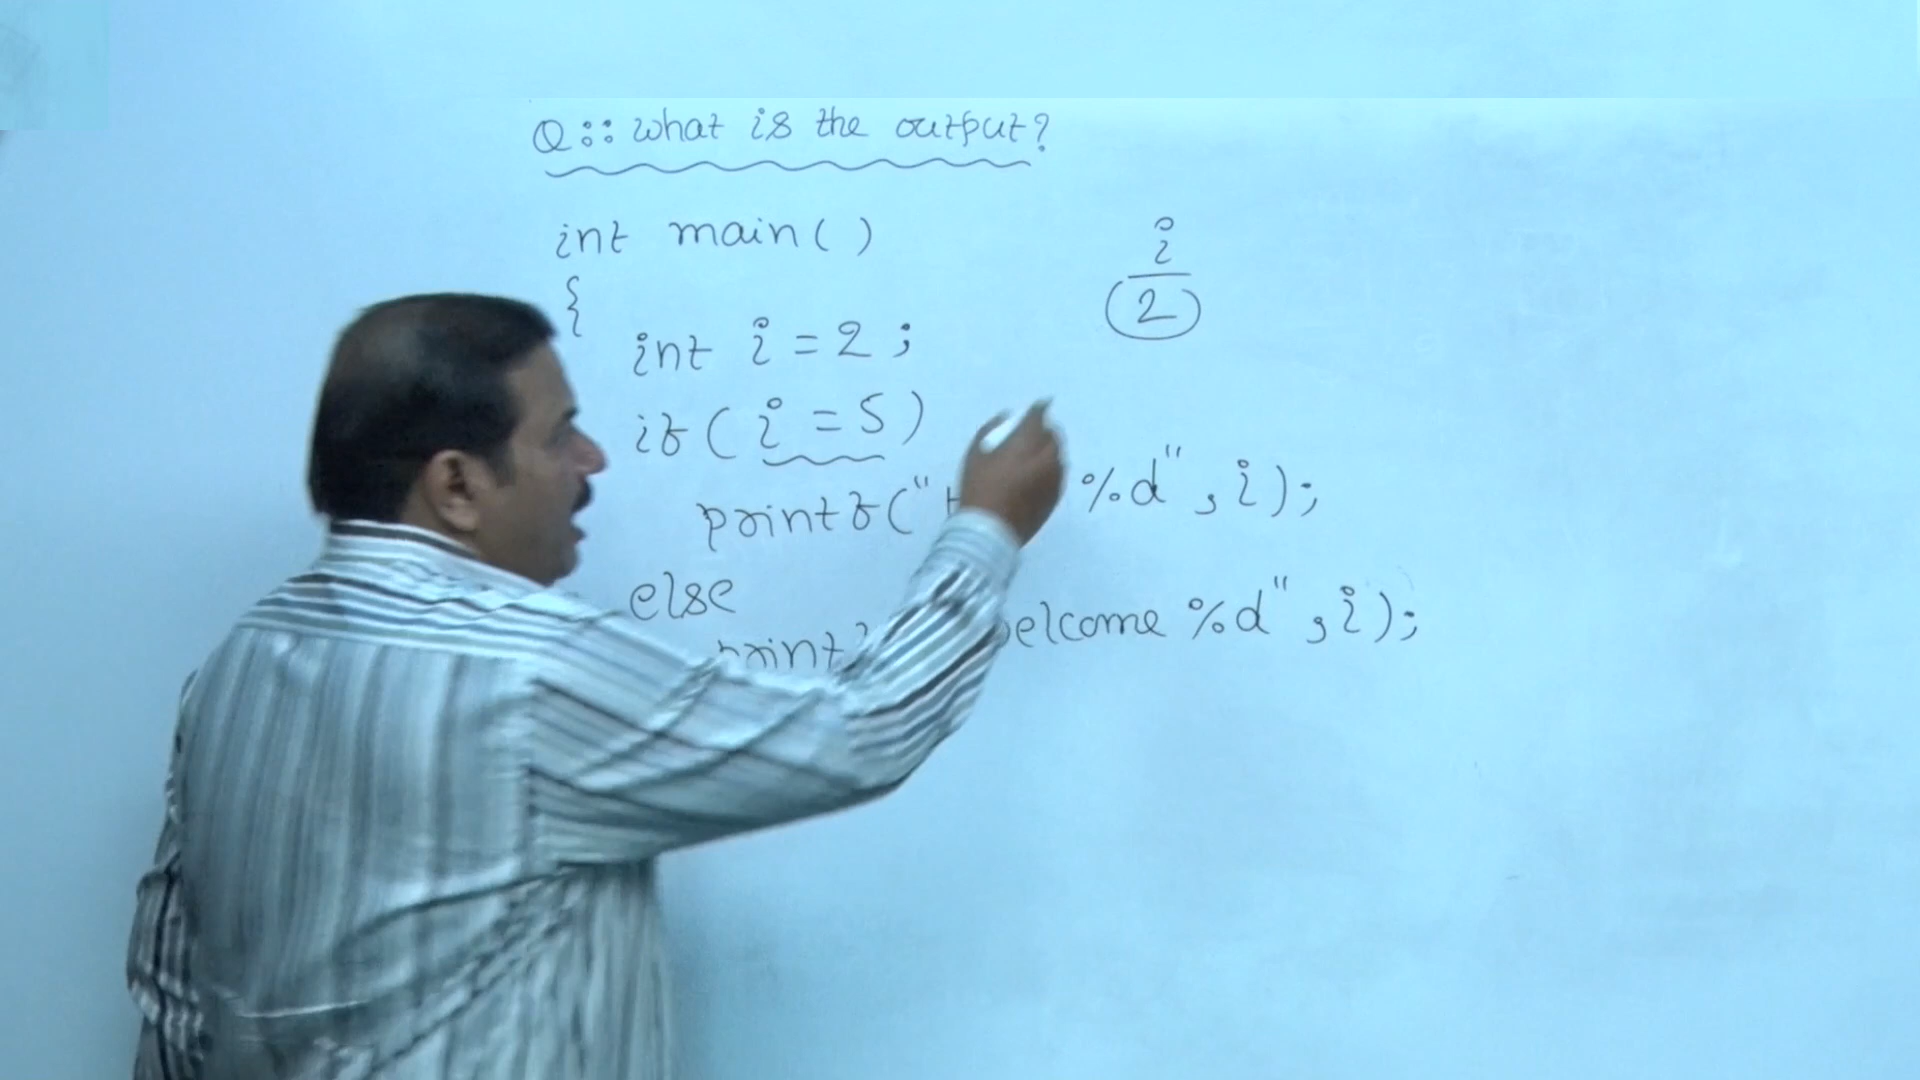 Q::: what is the output?
int main( )
{
int i = 2 ;
if( i = 5 )
printf("      %d" , i );
else
elcome %d" , i );
i
2